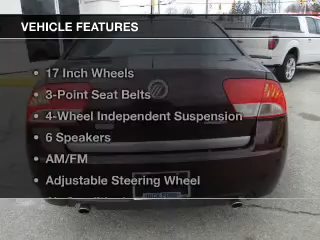 VEHICLE FEATURES
• 17 Inch Wheels
• 3-Point Seat Belts
• 4-Wheel Independent Suspension
• 6 Speakers
• AM/FM
• Adjustable Steering Wheel